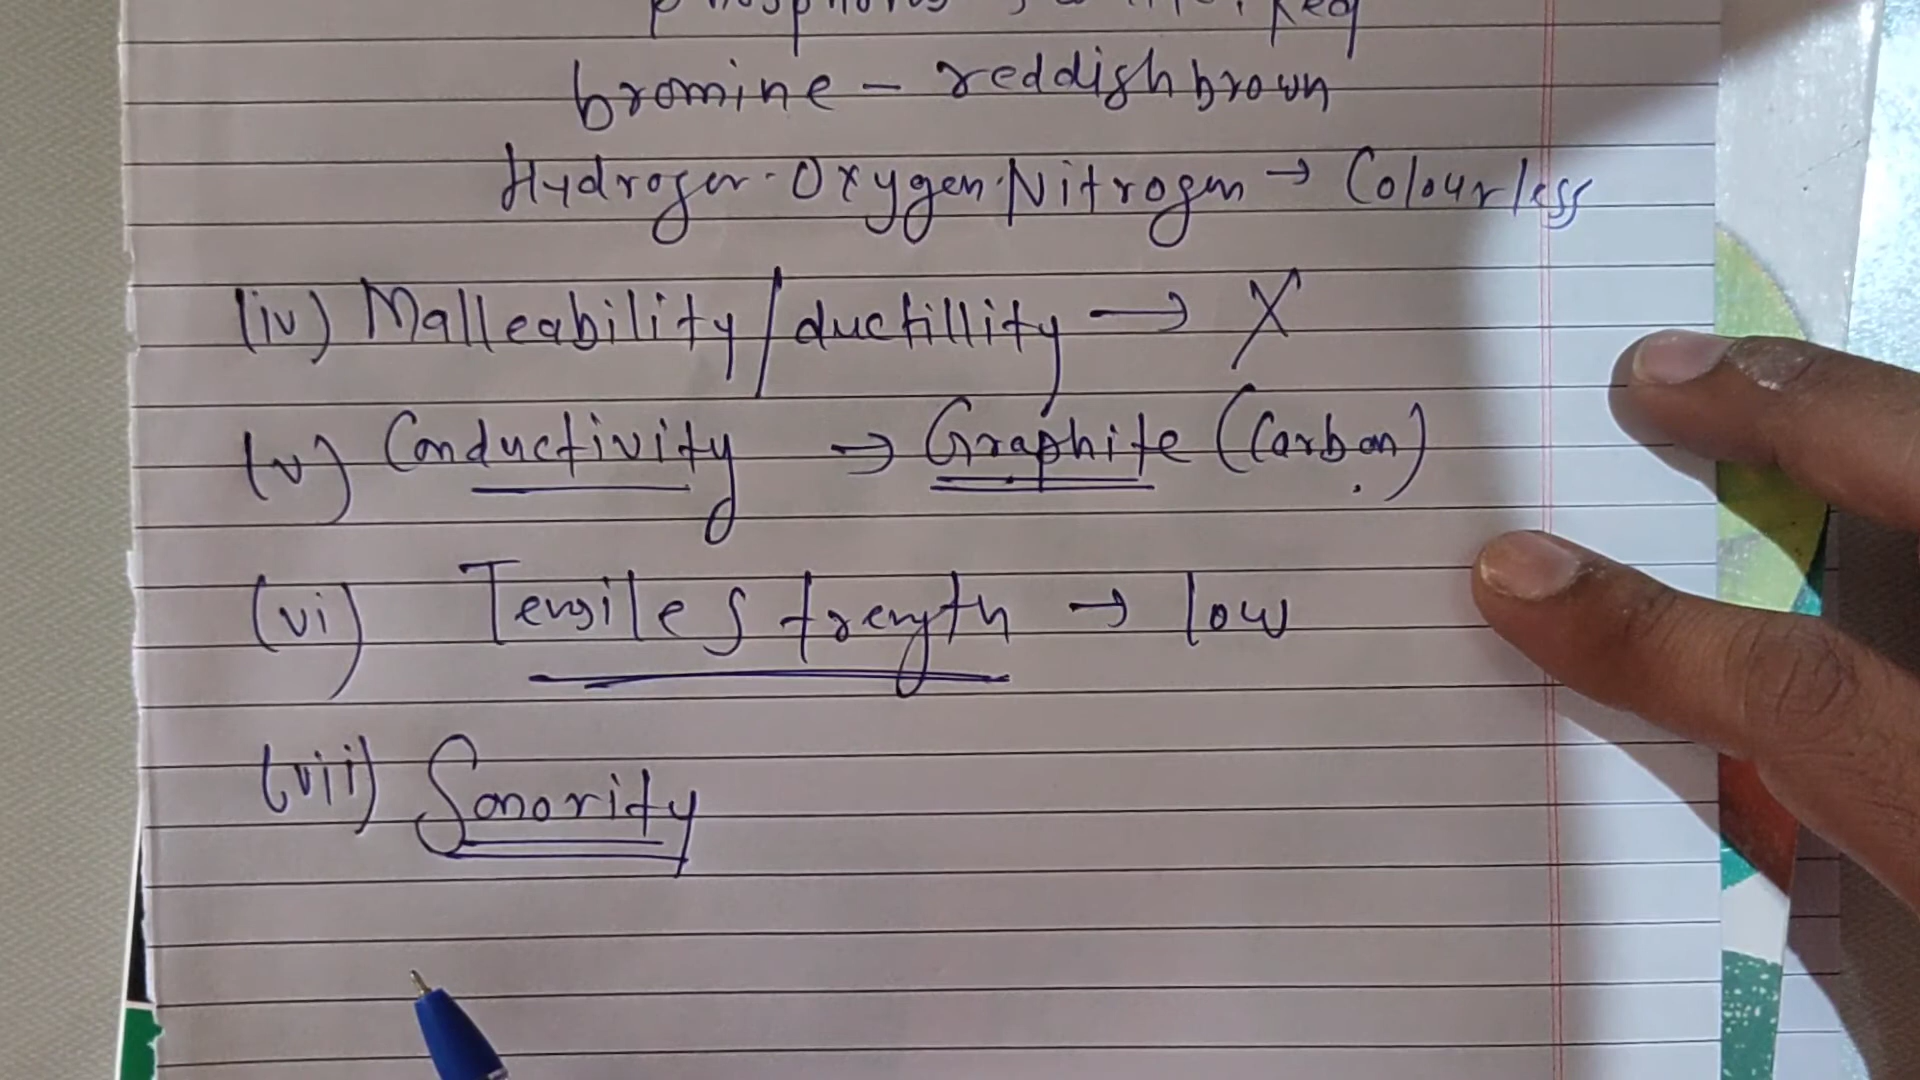 bromine - reddish brown
Hydrogen. Oxygen. Nitrogen → Colourless
(iv) Malleability/ductillity → X
(v) Conductivity → Graphite (Carbon)
(vi) Tensile Strength → low
(vii) Sonority